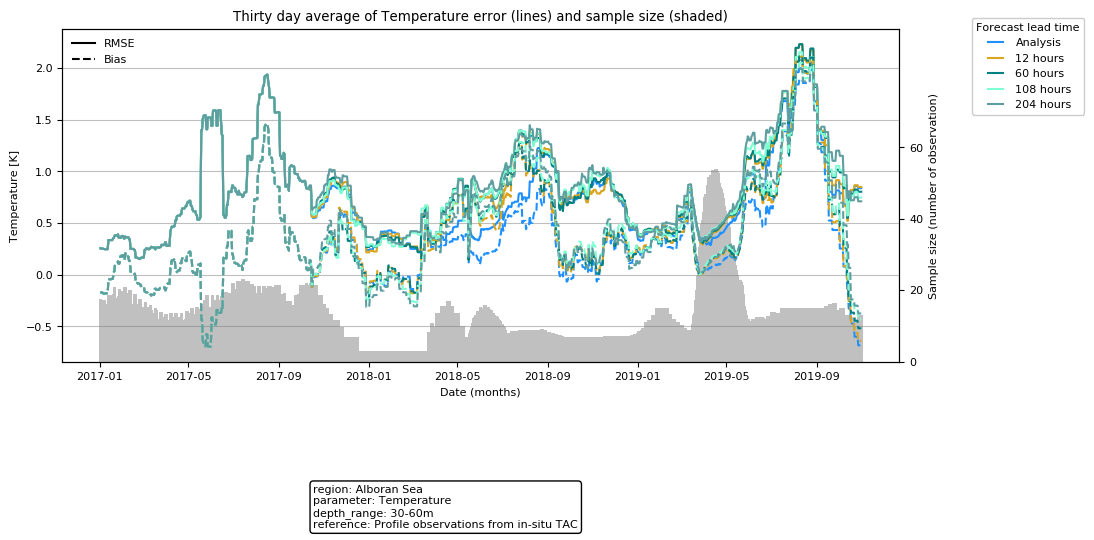 Thirty day average of Temperature error (lines) and sample size (shaded)
Forecast lead time
Analysis
12 hours
60 hours
108 hours
204 hours
RMSE
Bias
Temperature [K]
2.0
1.5
1.0
0.5
0.0
−0.5
Sample size (number of observation)
60
40
20
0
2017-01
2017-05
2017-09
2018-01
2018-05
2018-09
2019-01
2019-05
2019-09
Date (months)
region: Alboran Sea
parameter: Temperature
depth_range: 30-60m
reference: Profile observations from in-situ TAC